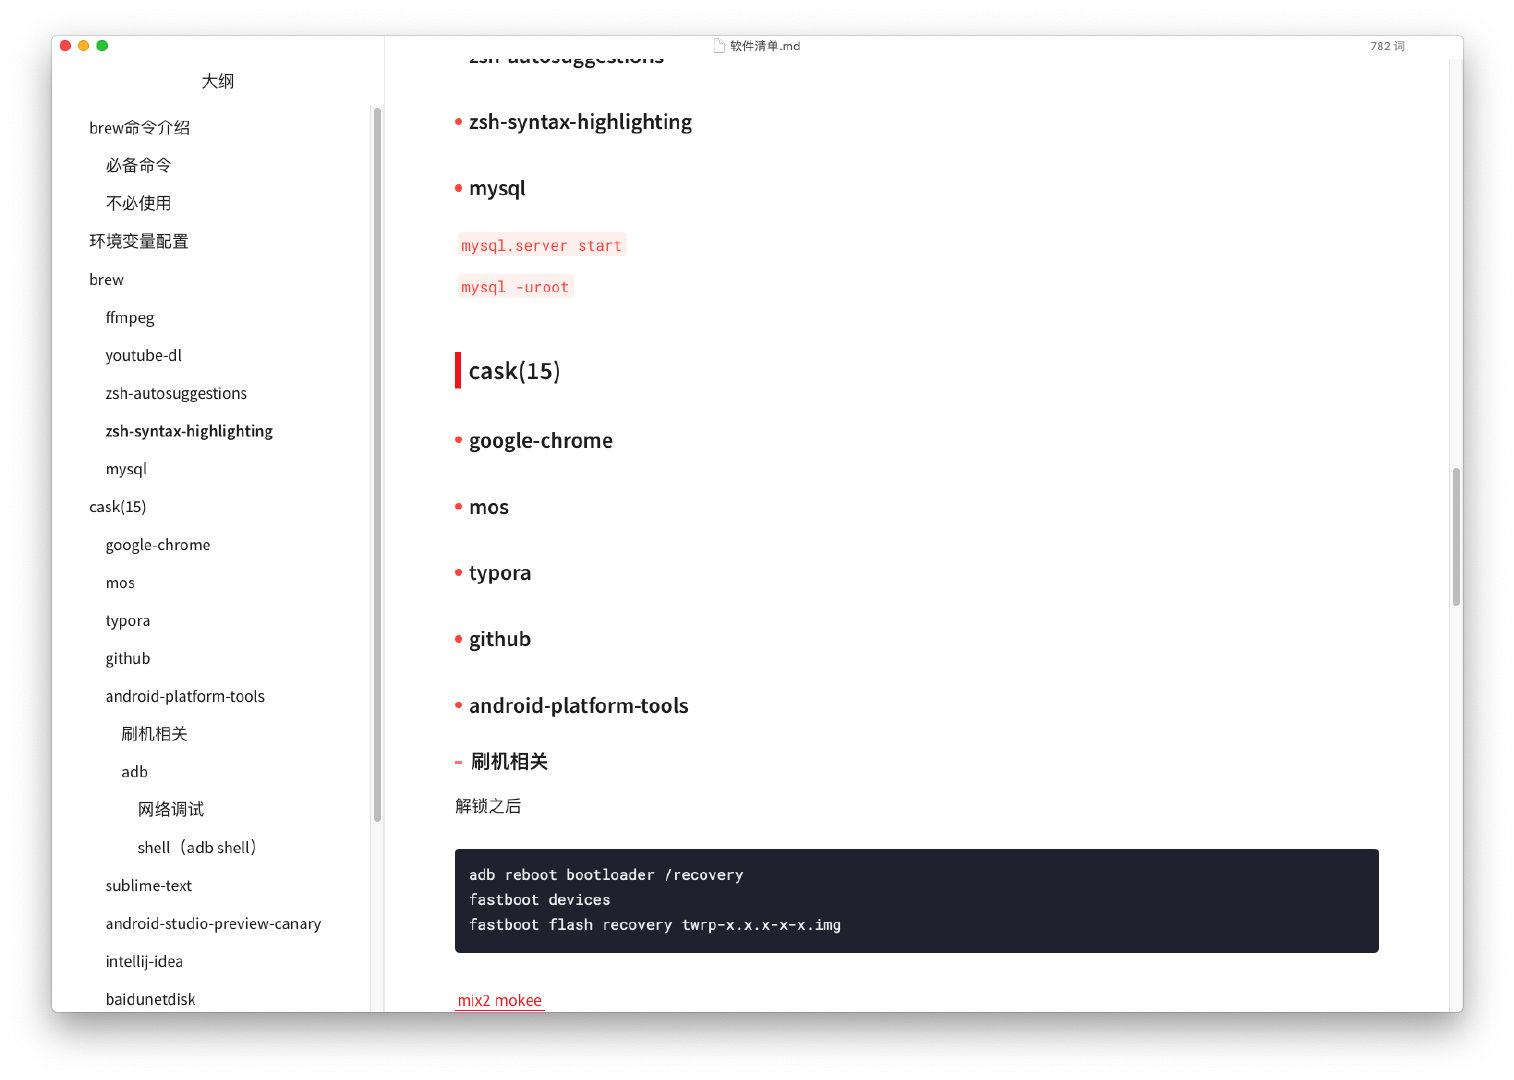 软件清单.md
782 词
大纲
brew命令介绍
必备命令
不必使用
环境变量配置
brew
ffmpeg
youtube-dl
zsh-autosuggestions
zsh-syntax-highlighting
mysql
cask(15)
google-chrome
mos
typora
github
android-platform-tools
刷机相关
adb
网络调试
shell（adb shell）
sublime-text
android-studio-preview-canary
intellij-idea
baidunetdisk
zsh-autosuggestions
zsh-syntax-highlighting
mysql
mysql.server start
mysql -uroot
cask(15)
google-chrome
mos
typora
github
android-platform-tools
刷机相关
解锁之后
adb reboot bootloader /recovery
fastboot devices
fastboot flash recovery twrp-x.x.x-x-x.img
mix2 mokee